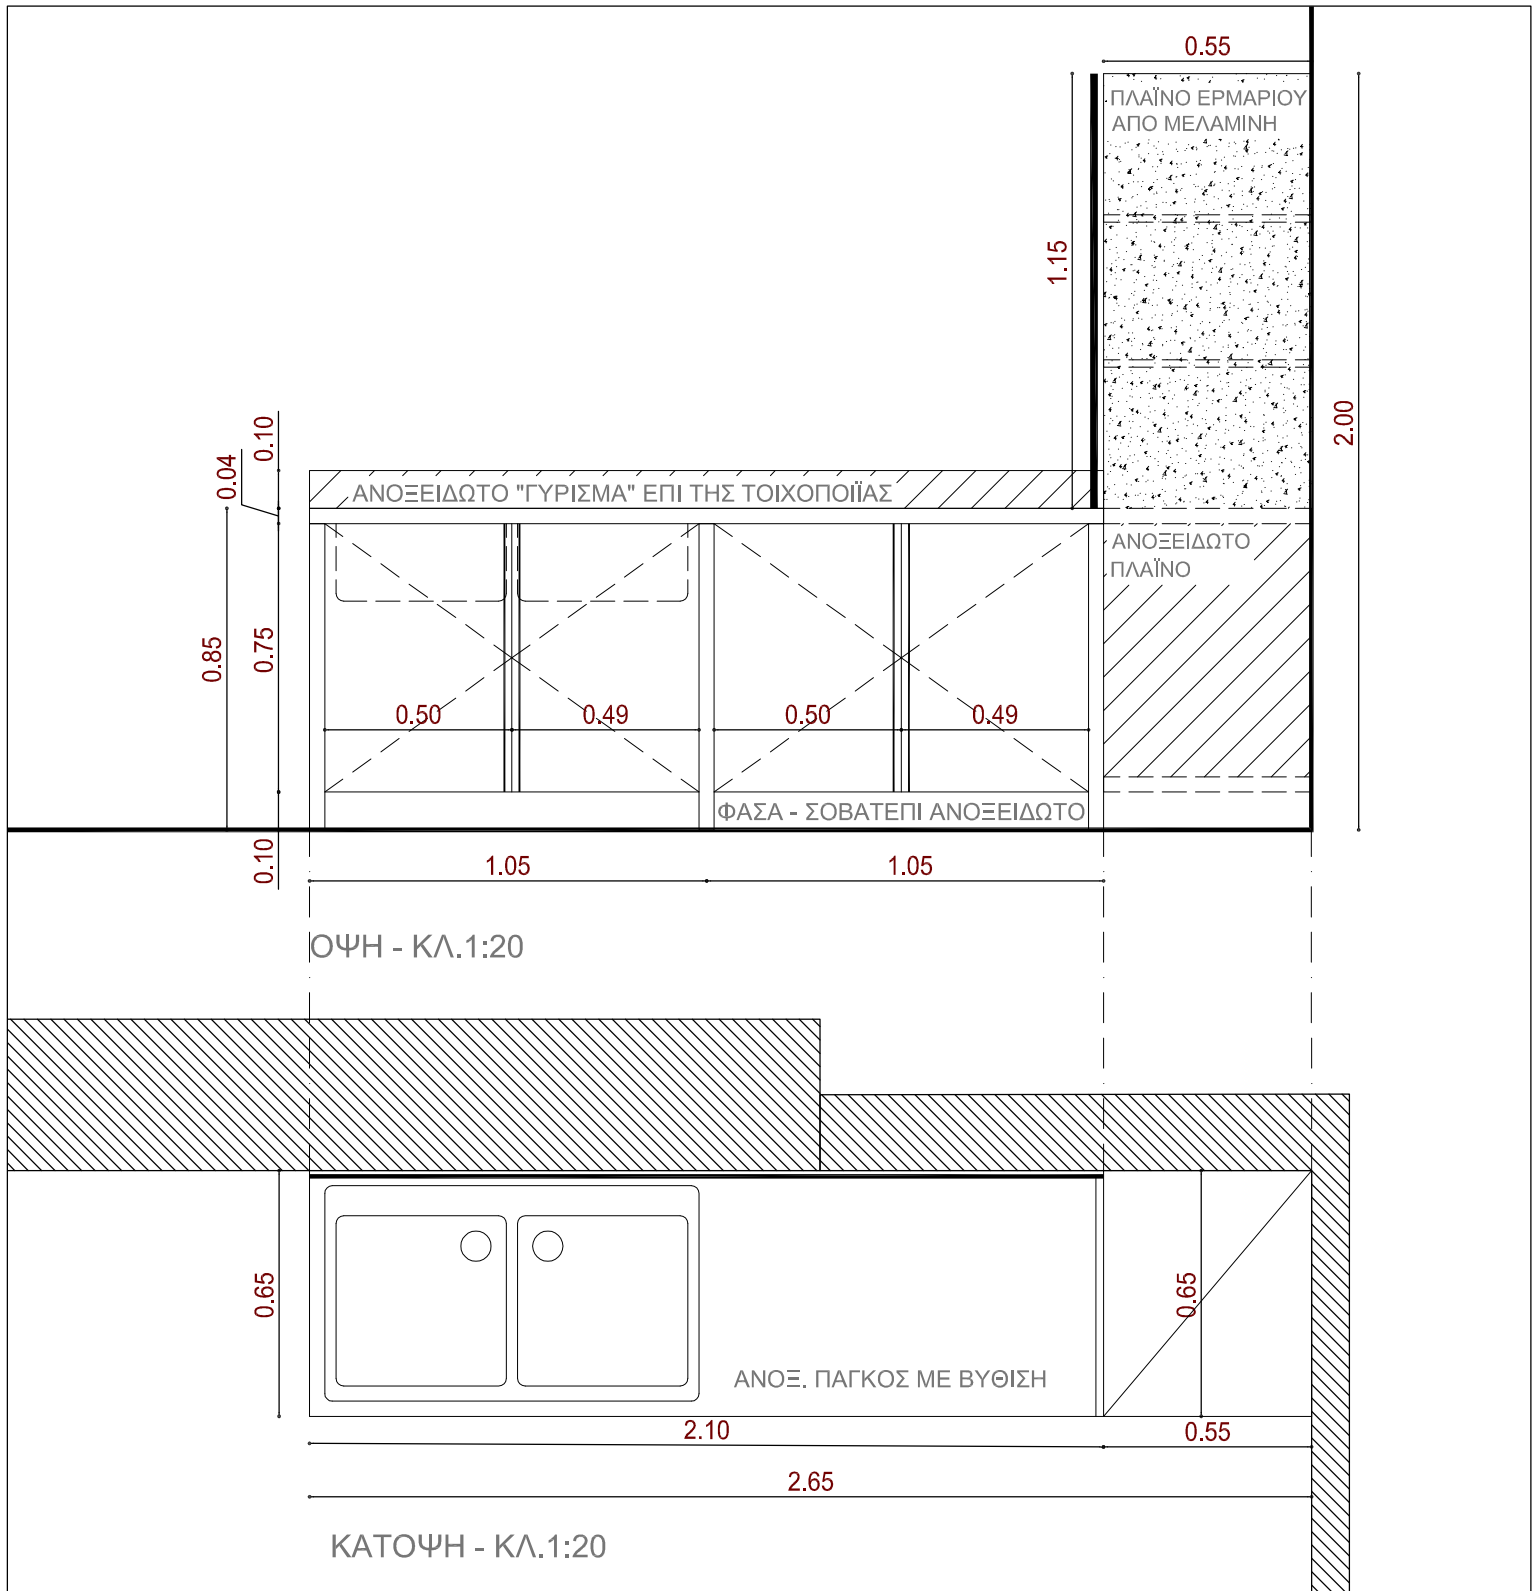 0.55
ΠΛΑΪΝΟ ΕΡΜΑΡΙΟΥ
ΑΠΟ ΜΕΛΑΜΙΝΗ
1.15
2.00
0.10
0.04
ΑΝΟΞΕΙΔΩΤΟ "ΓΥΡΙΣΜΑ" ΕΠΙ ΤΗΣ ΤΟΙΧΟΠΟΙΪΑΣ
ΑΝΟΞΕΙΔΩΤΟ
ΠΛΑΪΝΟ
0.85
0.75
0.50
0.49
0.50
0.49
ΦΑΣΑ - ΣΟΒΑΤΕΠΙ ΑΝΟΞΕΙΔΩΤΟ
0.10
1.05
1.05
ΟΨΗ - ΚΛ.1:20
0.65
0.65
ΑΝΟΞ. ΠΑΓΚΟΣ ΜΕ ΒΥΘΙΣΗ
2.10
0.55
2.65
ΚΑΤΟΨΗ - ΚΛ.1:20